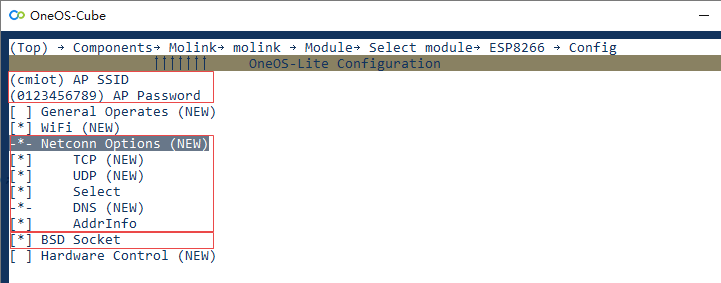 OneOS-Cube
(Top) → Components→ Molink→ molink → Module→ Select module→ ESP8266 → Config
↑↑↑↑↑↑↑ OneOS-Lite Configuration
(cmiot) AP SSID
(0123456789) AP Password
[ ] General Operates (NEW)
[*] WiFi (NEW)
-*- Netconn Options (NEW)
[*] TCP (NEW)
[*] UDP (NEW)
[*] Select
-*- DNS (NEW)
[*] AddrInfo
[*] BSD Socket
[ ] Hardware Control (NEW)